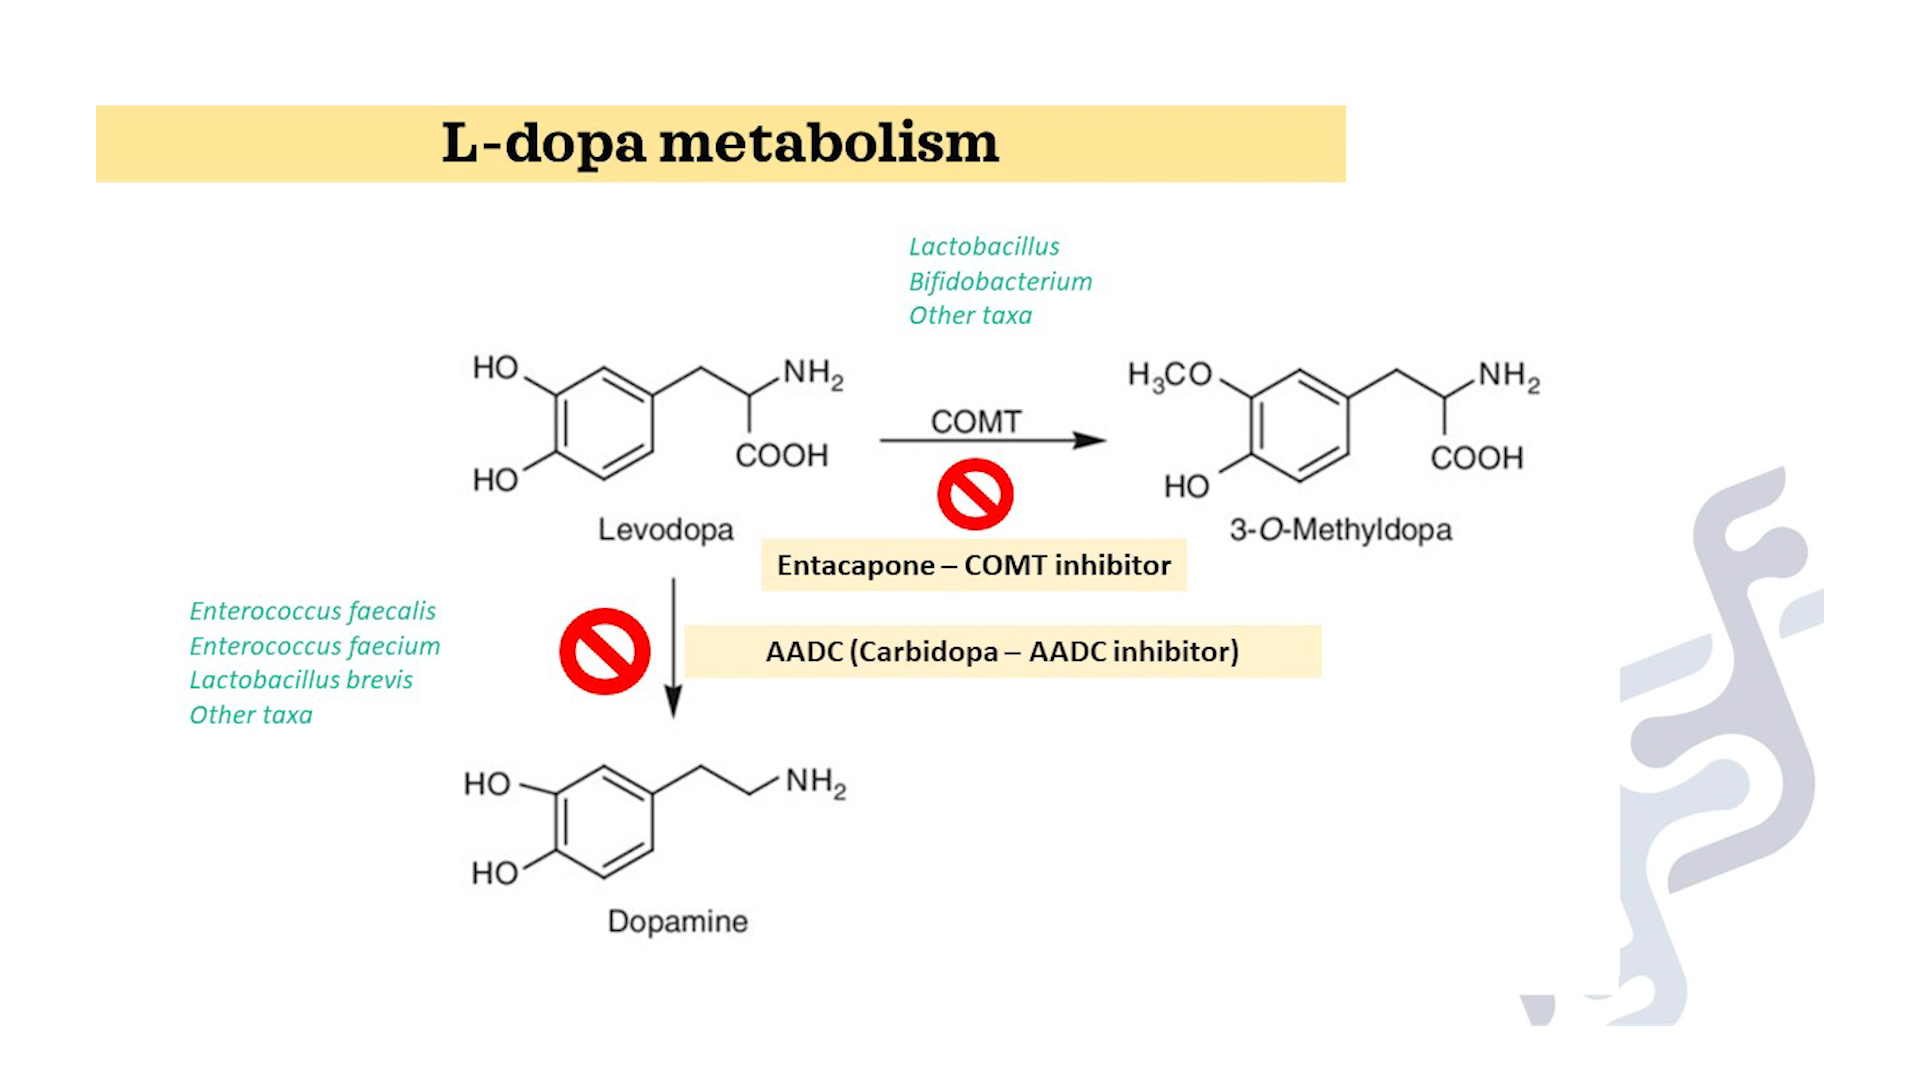 L-dopa metabolism
Lactobacillus
Bifidobacterium
Other taxa
HO
NH2
COOH
HO
Levodopa
COMT
H3CO
NH2
COOH
HO
3-O-Methyldopa
Entacapone – COMT inhibitor
AADC (Carbidopa – AADC inhibitor)
Enterococcus faecalis
Enterococcus faecium
Lactobacillus brevis
Other taxa
HO
NH2
HO
Dopamine